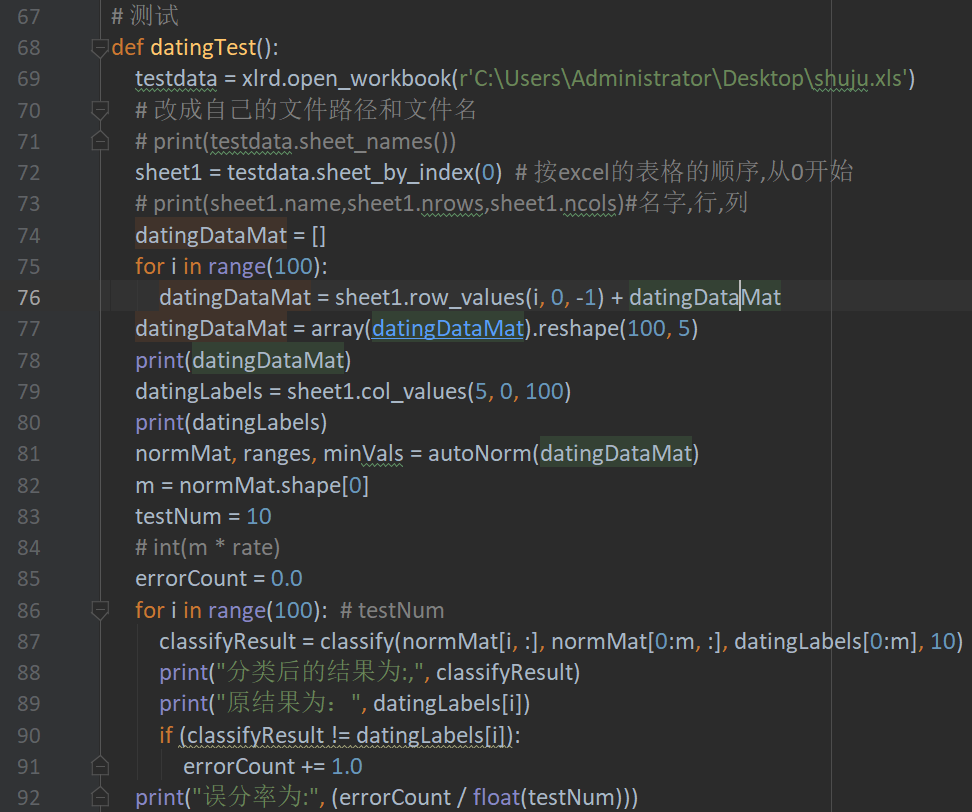 67 # 测试
68 def datingTest():
69 testdata = xlrd.open_workbook(r'C:\Users\Administrator\Desktop\shuju.xls')
70 # 改成自己的文件路径和文件名
71 # print(testdata.sheet_names())
72 sheet1 = testdata.sheet_by_index(0) # 按excel的表格的顺序,从0开始
73 # print(sheet1.name,sheet1.nrows,sheet1.ncols)#名字,行,列
74 datingDataMat = []
75 for i in range(100):
76 datingDataMat = sheet1.row_values(i, 0, -1) + datingDataMat
77 datingDataMat = array(datingDataMat).reshape(100, 5)
78 print(datingDataMat)
79 datingLabels = sheet1.col_values(5, 0, 100)
80 print(datingLabels)
81 normMat, ranges, minVals = autoNorm(datingDataMat)
82 m = normMat.shape[0]
83 testNum = 10
84 # int(m * rate)
85 errorCount = 0.0
86 for i in range(100): # testNum
87 classifyResult = classify(normMat[i, :], normMat[0:m, :], datingLabels[0:m], 10)
88 print("分类后的结果为:,", classifyResult)
89 print("原结果为：", datingLabels[i])
90 if (classifyResult != datingLabels[i]):
91 errorCount += 1.0
92 print("误分率为:", (errorCount / float(testNum)))